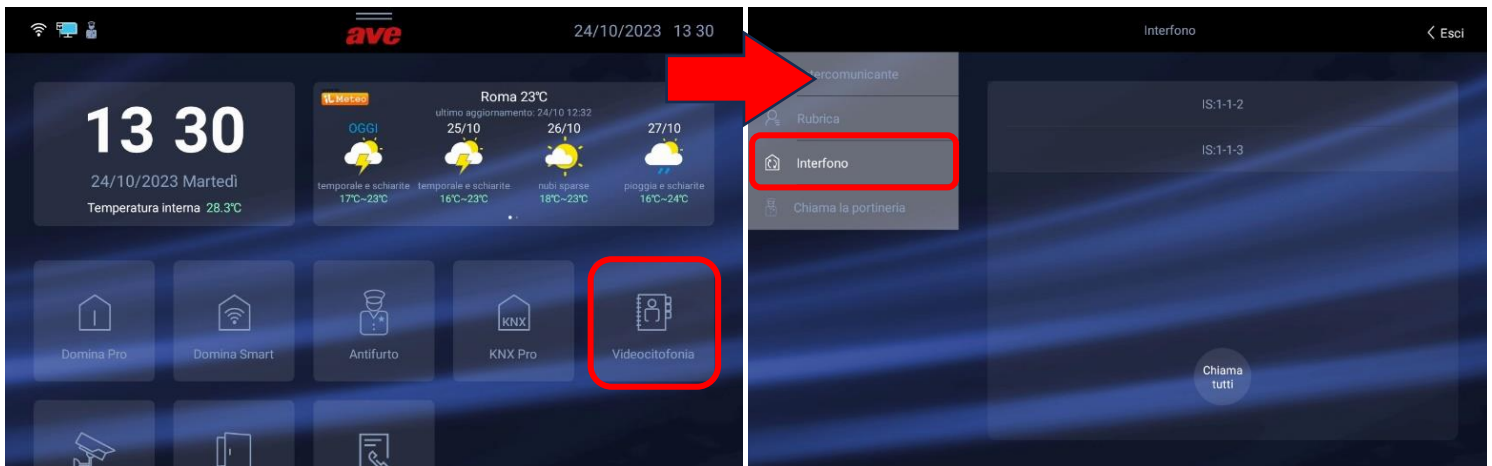 ave
24/10/2023 13 30
13 30
24/10/2023 Martedì
Temperatura interna 28.3℃
iL Meteo
Roma 23℃
ultimo aggiornamento: 24/10 12:32
OGGI 25/10 26/10 27/10
temporale e schiarite temporale e schiarite nubi sparse pioggia e schiarite
17℃~23℃ 16℃~23℃ 18℃~23℃ 16℃~24℃
Domina Pro
Domina Smart
Antifurto
KNX
KNX Pro
Videocitofonia
Interfono
Esci
tercomunicante
Rubrica
Interfono
Chiama la portineria
IS:1-1-2
IS:1-1-3
Chiama
tutti